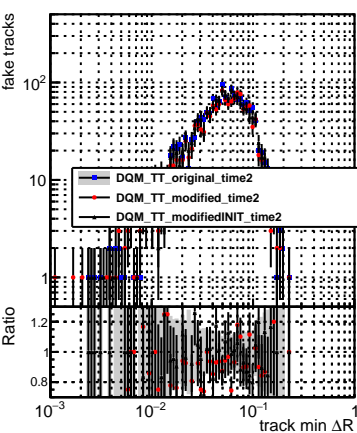 fake tracks
10²
10
1
DQM_TT_original_time2
DQM_TT_modified_time2
DQM_TT_modifiedINIT_time2
Ratio
1.2
1
0.8
10⁻³
10⁻²
10⁻¹
1
track min ΔR